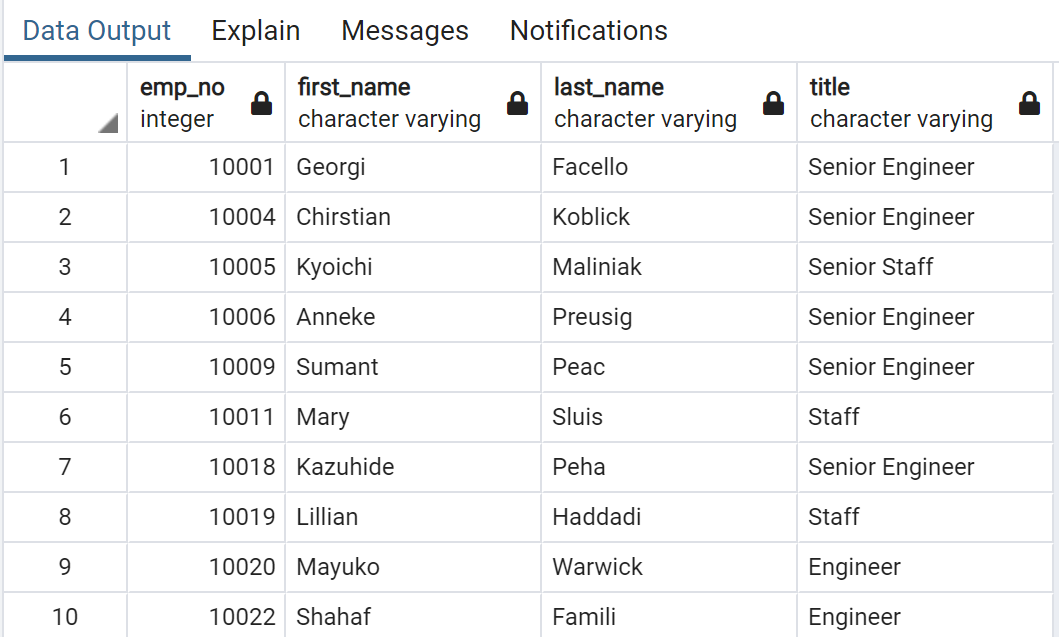 Data Output Explain Messages Notifications
emp_no first_name last_name title
integer character varying character varying character varying
1 10001 Georgi Facello Senior Engineer
2 10004 Chirstian Koblick Senior Engineer
3 10005 Kyoichi Maliniak Senior Staff
4 10006 Anneke Preusig Senior Engineer
5 10009 Sumant Peac Senior Engineer
6 10011 Mary Sluis Staff
7 10018 Kazuhide Peha Senior Engineer
8 10019 Lillian Haddadi Staff
9 10020 Mayuko Warwick Engineer
10 10022 Shahaf Famili Engineer